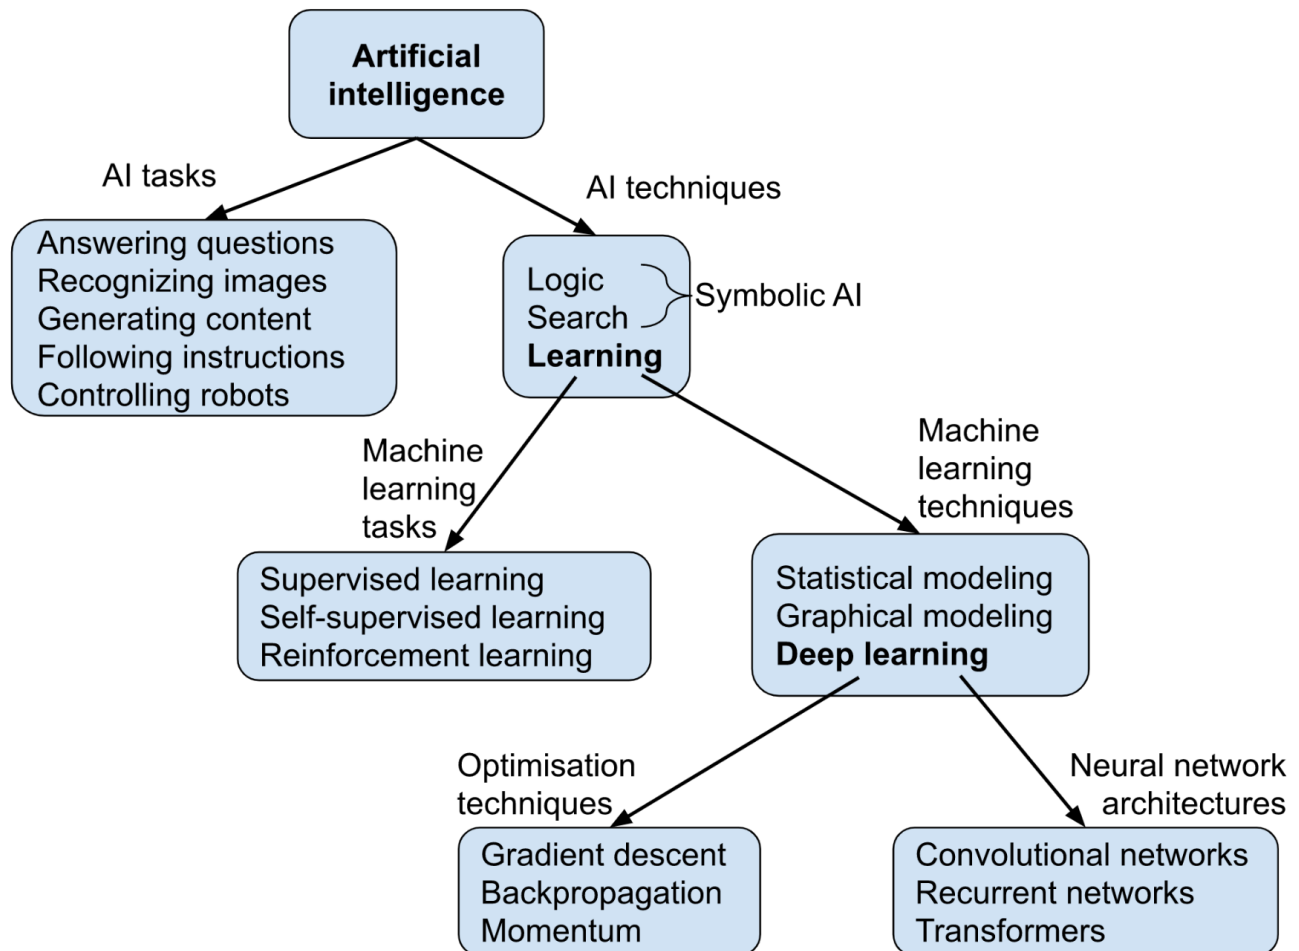 Artificial
intelligence
AI tasks
AI techniques
Answering questions
Recognizing images
Generating content
Following instructions
Controlling robots
Logic
Search
Learning
Symbolic AI
Machine
learning
tasks
Machine
learning
techniques
Supervised learning
Self-supervised learning
Reinforcement learning
Statistical modeling
Graphical modeling
Deep learning
Optimisation
techniques
Neural network
architectures
Gradient descent
Backpropagation
Momentum
Convolutional networks
Recurrent networks
Transformers